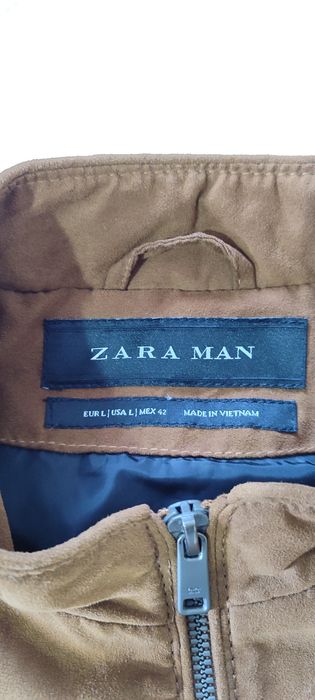 ZARA MAN
EUR L | USA L | MEX 42 MADE IN VIETNAM